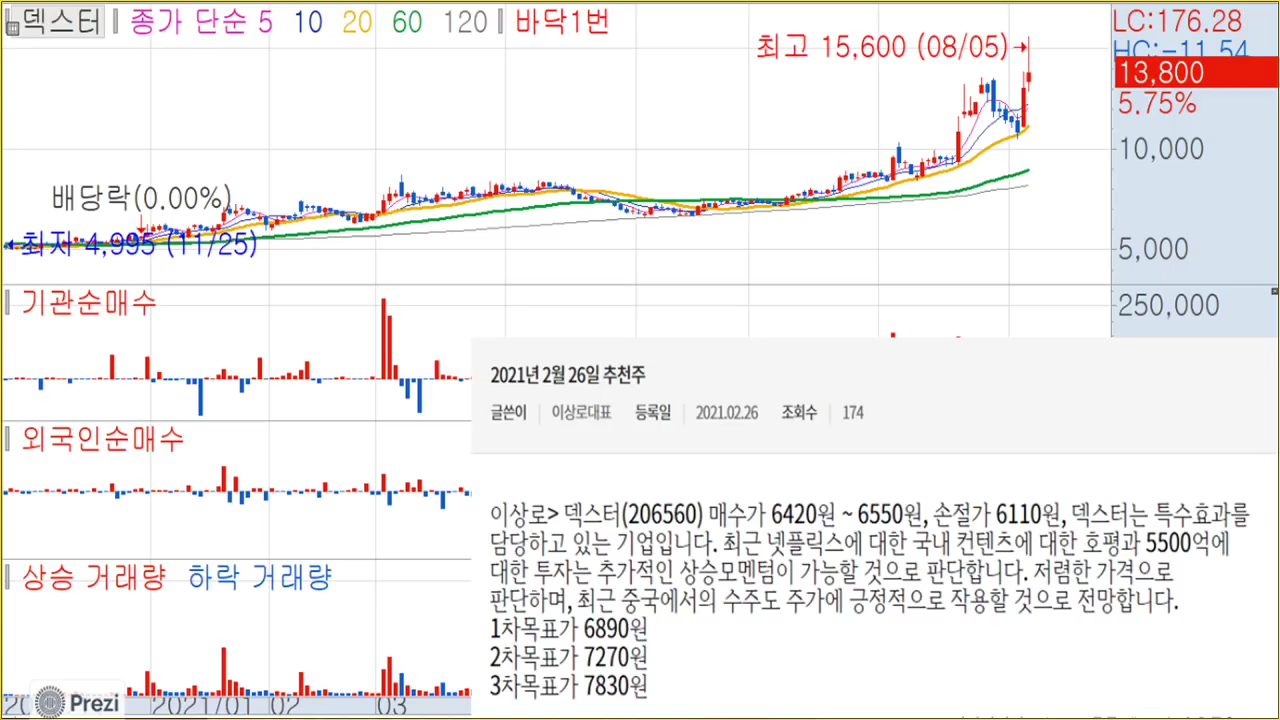 덱스터 종가 단순 5 10 20 60 120 바닥1번
LC:176.28
최고 15,600 (08/05)
HC:-11.54
13,800
5.75%
10,000
배당락(0.00%)
최저 4,995 (11/25)
5,000
기관순매수
250,000
2021년 2월 26일 추천주
글쓴이 이상로대표 등록일 2021.02.26 조회수 174
외국인순매수
이상로> 덱스터(206560) 매수가 6420원 ~ 6550원, 손절가 6110원, 덱스터는 특수효과를
담당하고 있는 기업입니다. 최근 넷플릭스에 대한 국내 컨텐츠에 대한 호평과 5500억에
대한 투자는 추가적인 상승모멘텀이 가능할 것으로 판단합니다. 저렴한 가격으로
판단하며, 최근 중국에서의 수주도 주가에 긍정적으로 작용할 것으로 전망합니다.
1차목표가 6890원
2차목표가 7270원
3차목표가 7830원
상승 거래량 하락 거래량
Prezi
2021/01 02 03